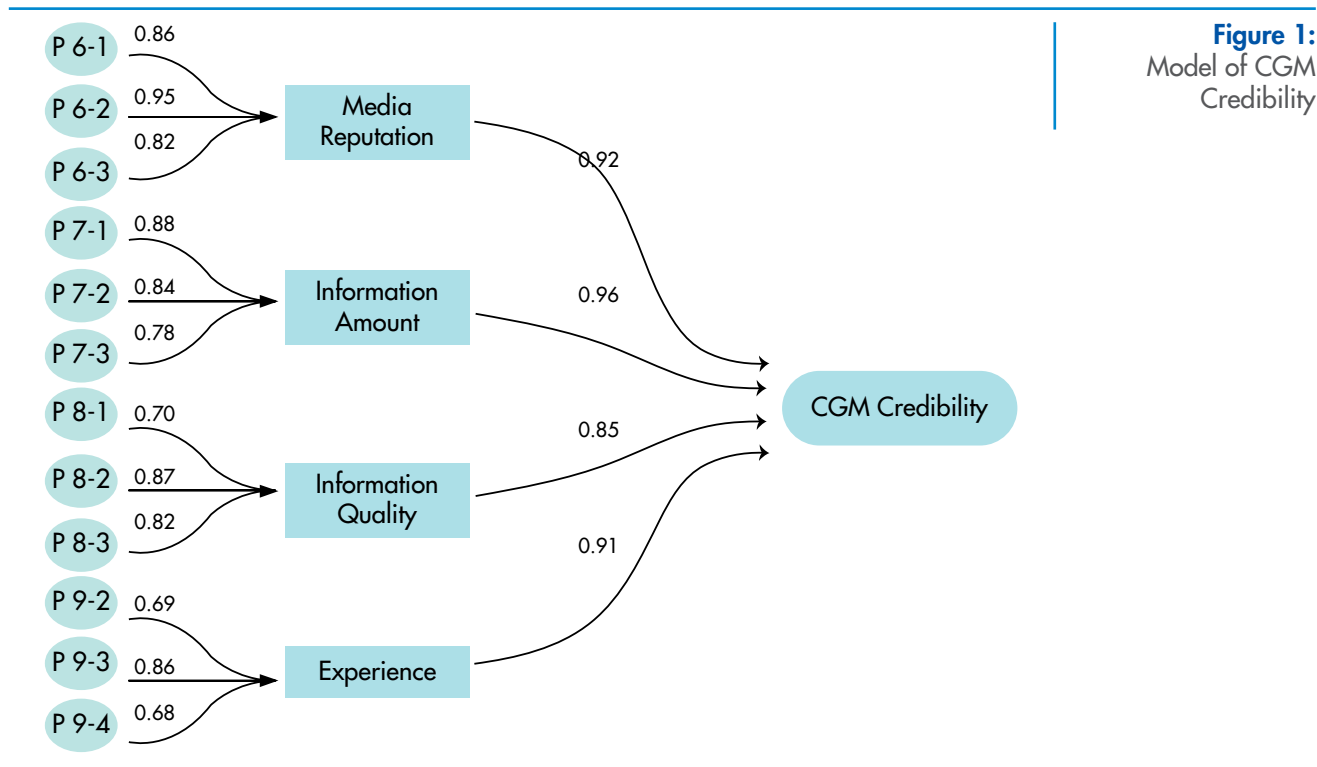 Figure 1:
Model of CGM
Credibility
P 6-1
0.86
P 6-2
0.95
P 6-3
0.82
Media
Reputation
0.92
P 7-1
0.88
P 7-2
0.84
P 7-3
0.78
Information
Amount
0.96
P 8-1
0.70
P 8-2
0.87
P 8-3
0.82
Information
Quality
0.85
P 9-2
0.69
P 9-3
0.86
P 9-4
0.68
Experience
0.91
CGM Credibility